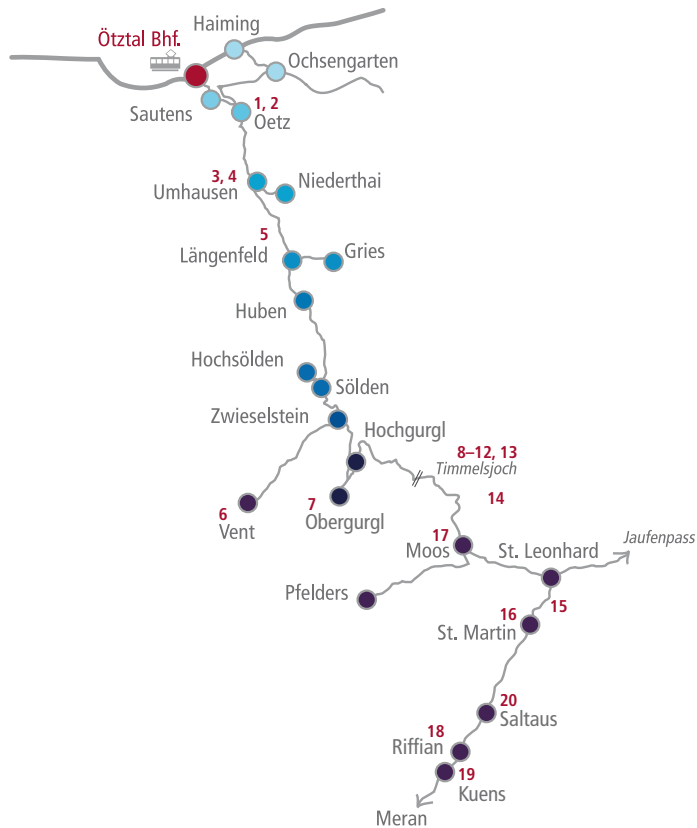 Haiming
Ötztal Bhf.
Ochsengarten
Sautens
1, 2
Oetz
3, 4
Umhausen
Niederthai
5
Längenfeld
Gries
Huben
Hochsölden
Sölden
Zwieselstein
Hochgurgl
8–12, 13
Timmelsjoch
14
6
Vent
7
Obergurgl
17
Moos
St. Leonhard
Jaufenpass
Pfelders
15
16
St. Martin
20
Saltaus
18
Riffian
19
Kuens
Meran